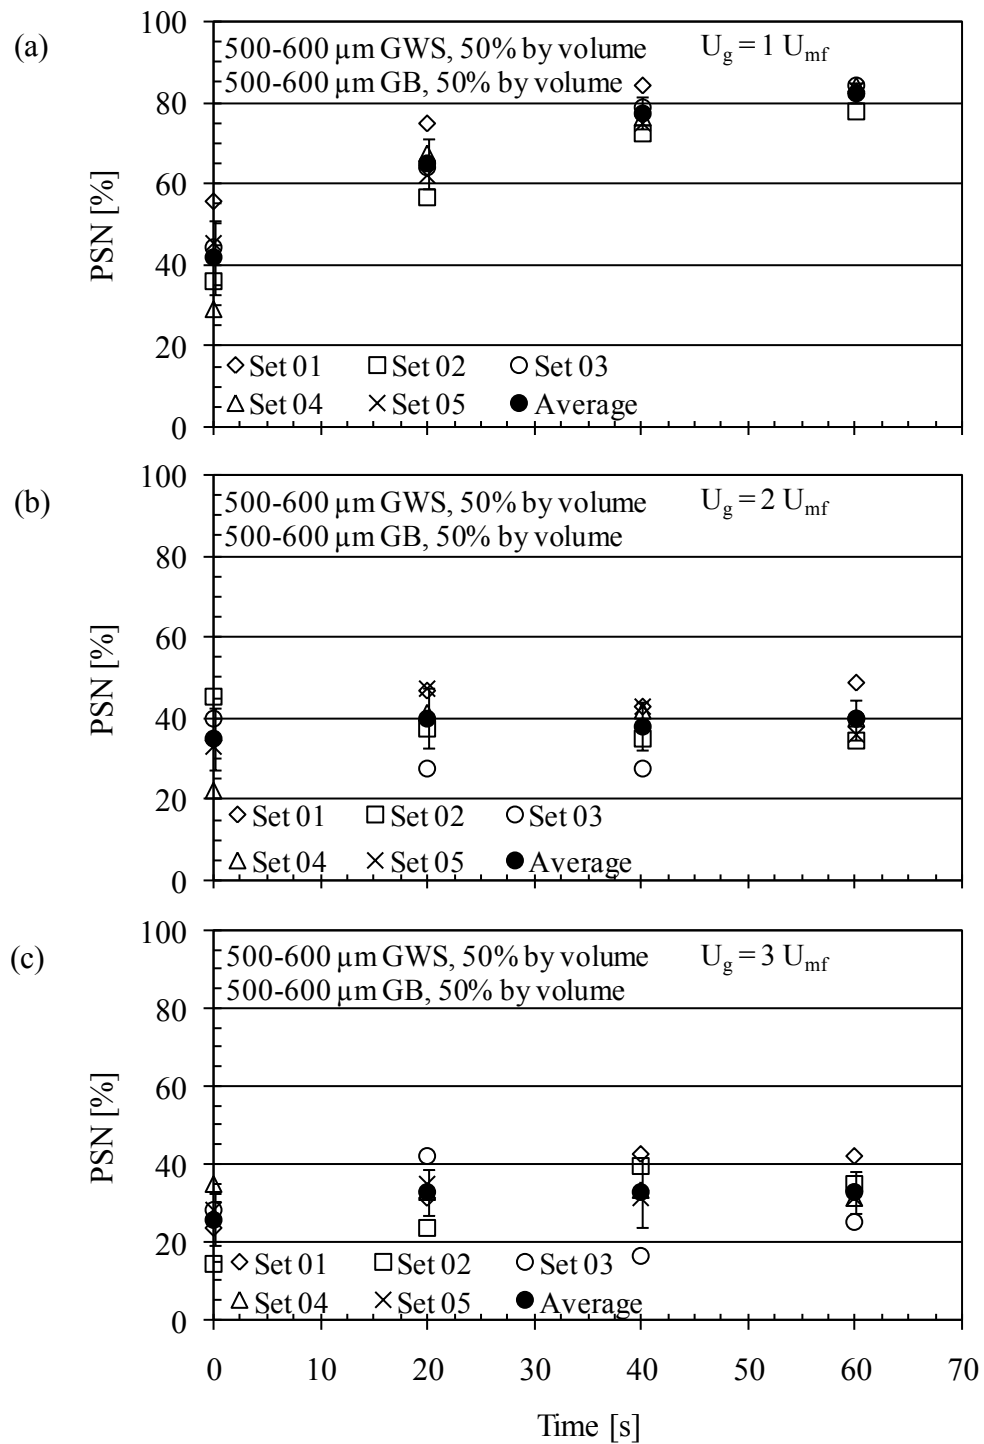 (a)
100
80
60
40
20
0
PSN [%]
500-600 µm GWS, 50% by volume
500-600 µm GB, 50% by volume
U_g = 1 U_mf
Set 01 Set 02 Set 03
Set 04 Set 05 Average
(b)
100
80
60
40
20
0
PSN [%]
500-600 µm GWS, 50% by volume
500-600 µm GB, 50% by volume
U_g = 2 U_mf
Set 01 Set 02 Set 03
Set 04 Set 05 Average
(c)
100
80
60
40
20
0
PSN [%]
500-600 µm GWS, 50% by volume
500-600 µm GB, 50% by volume
U_g = 3 U_mf
Set 01 Set 02 Set 03
Set 04 Set 05 Average
0 10 20 30 40 50 60 70
Time [s]